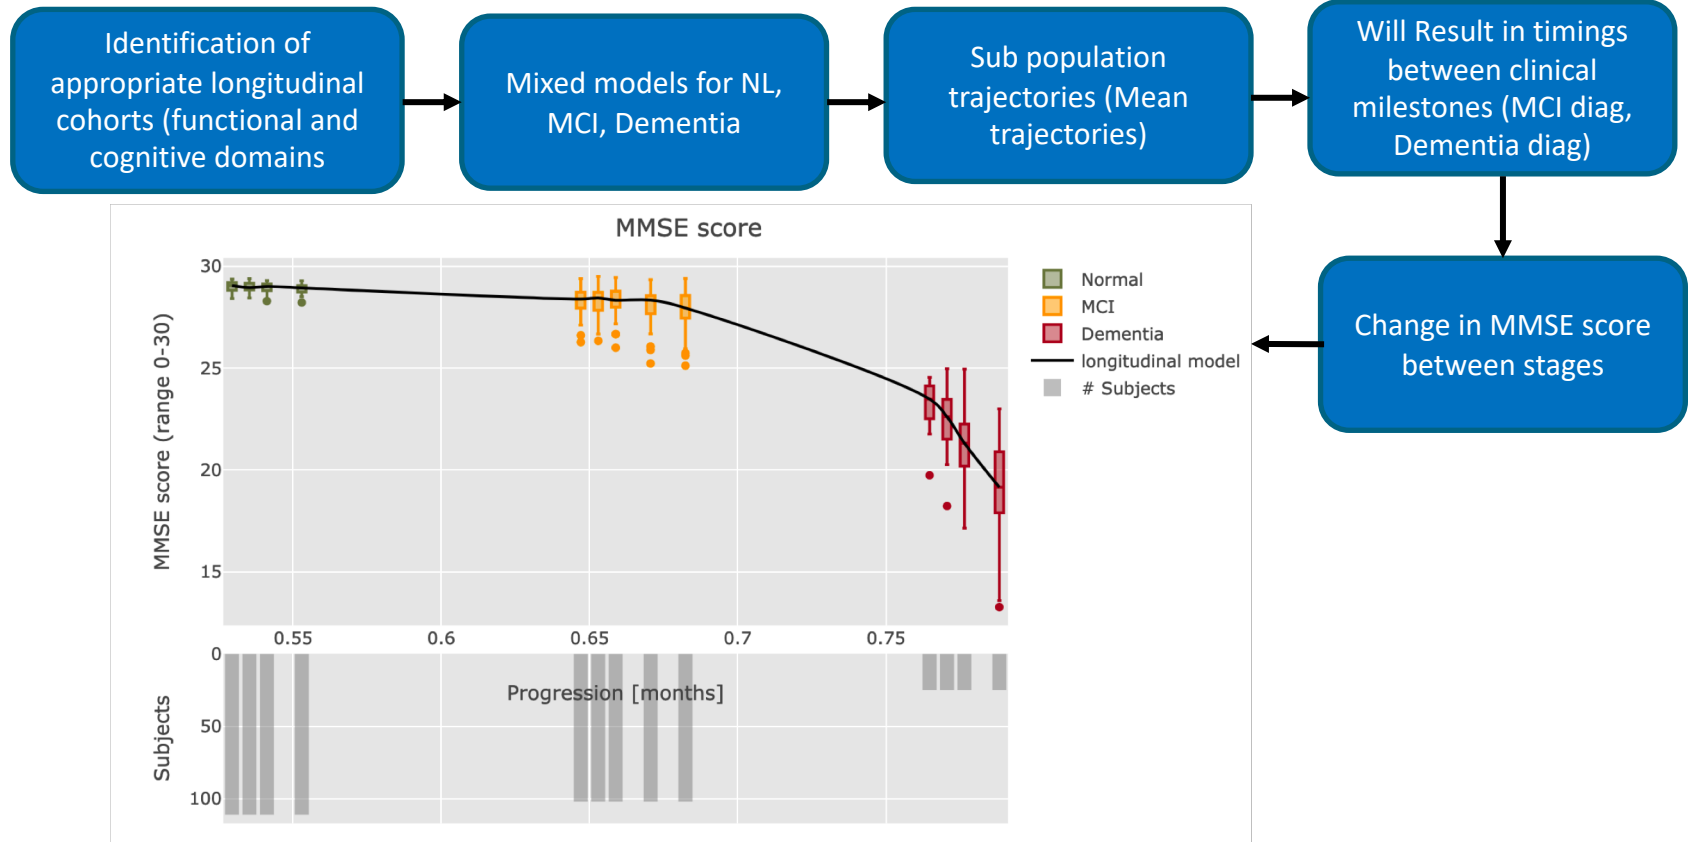 Identification of
appropriate longitudinal
cohorts (functional and
cognitive domains
Mixed models for NL,
MCI, Dementia
Sub population
trajectories (Mean
trajectories)
Will Result in timings
between clinical
milestones (MCI diag,
Dementia diag)
Change in MMSE score
between stages
MMSE score
MMSE score (range 0-30)
30
25
20
15
0.55
0.6
0.65
0.7
0.75
Normal
MCI
Dementia
longitudinal model
# Subjects
Progression [months]
Subjects
0
50
100